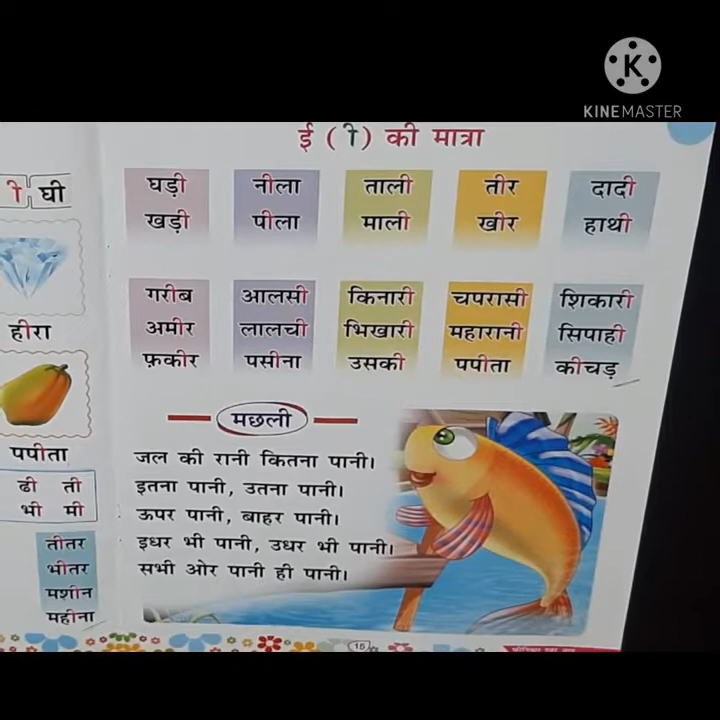 KINEMASTER
ई ( ी ) की मात्रा
घड़ी नीला ताली तीर दादी
खड़ी पीला माली खीर हाथी
गरीब आलसी किनारी चपरासी शिकारी
अमीर लालची भिखारी महारानी सिपाही
फ़कीर पसीना उसकी पपीता कीचड़
मछली
जल की रानी कितना पानी।
इतना पानी, उतना पानी।
ऊपर पानी, बाहर पानी।
इधर भी पानी, उधर भी पानी।
सभी ओर पानी ही पानी।
15
ी घी
हीरा
पपीता
ढी ती
भी मी
तीतर
भीतर
मशीन
महीना